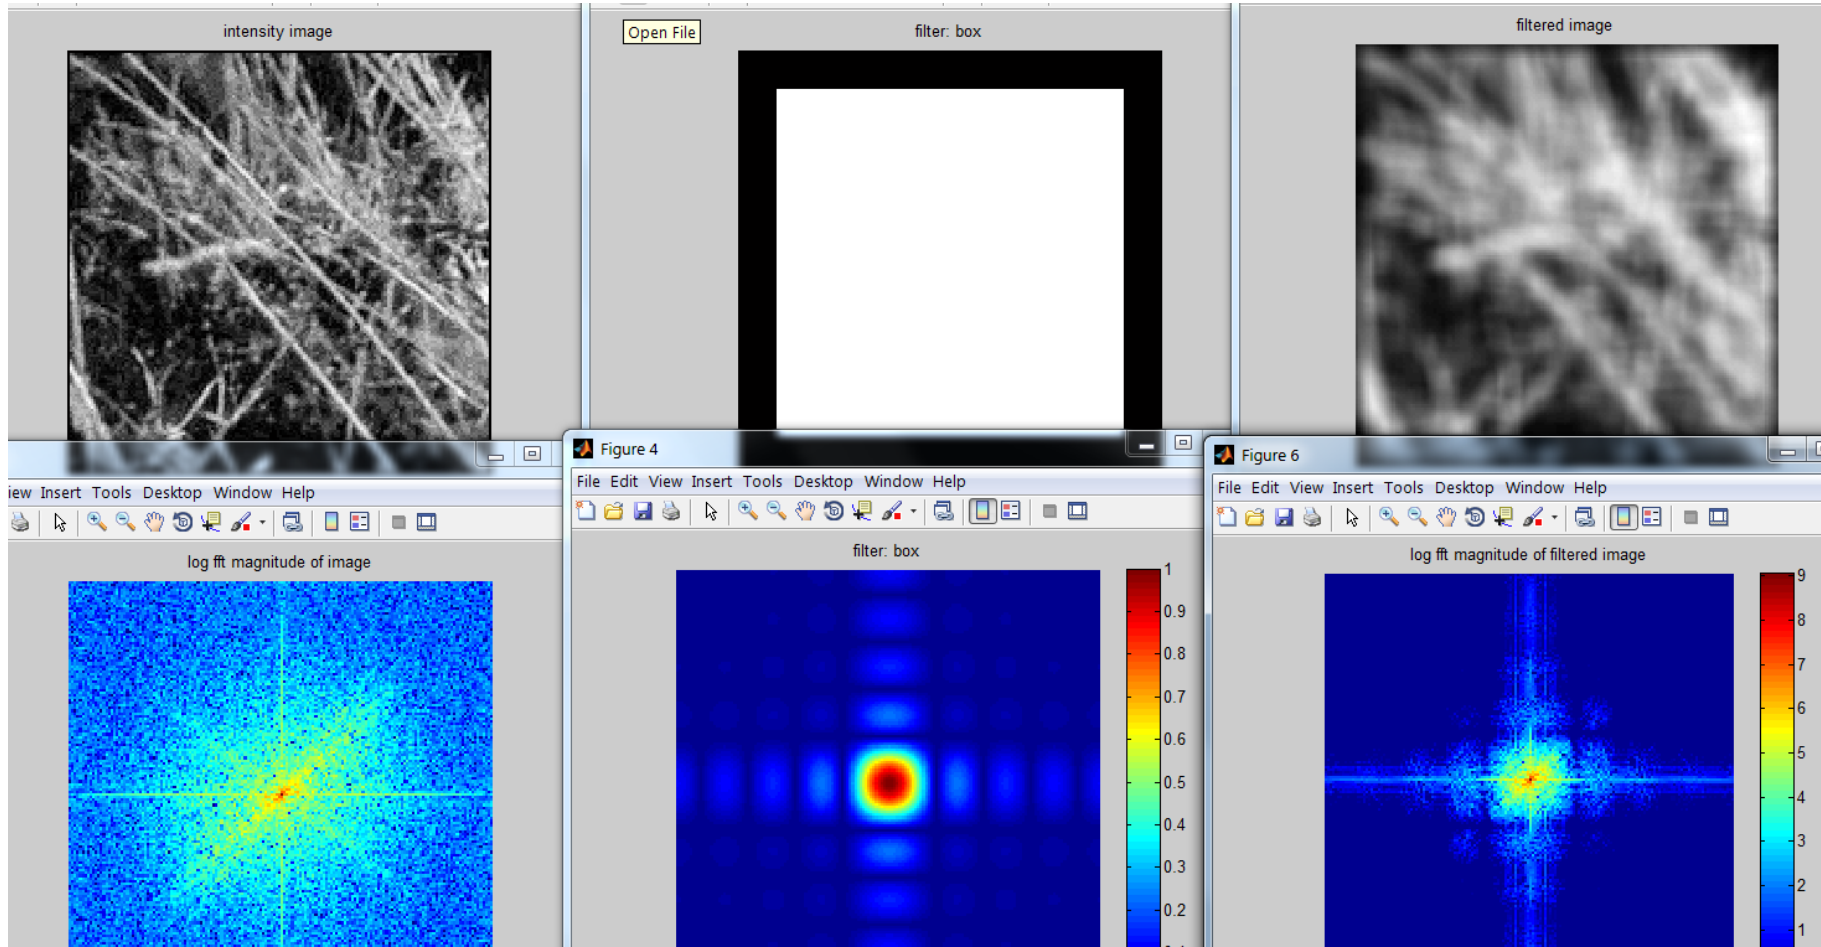 intensity image
Open File
filter: box
filtered image
Figure 4
File Edit View Insert Tools Desktop Window Help
Figure 6
File Edit View Insert Tools Desktop Window Help
iew Insert Tools Desktop Window Help
log fft magnitude of image
filter: box
1
0.9
0.8
0.7
0.6
0.5
0.4
0.3
0.2
log fft magnitude of filtered image
9
8
7
6
5
4
3
2
1